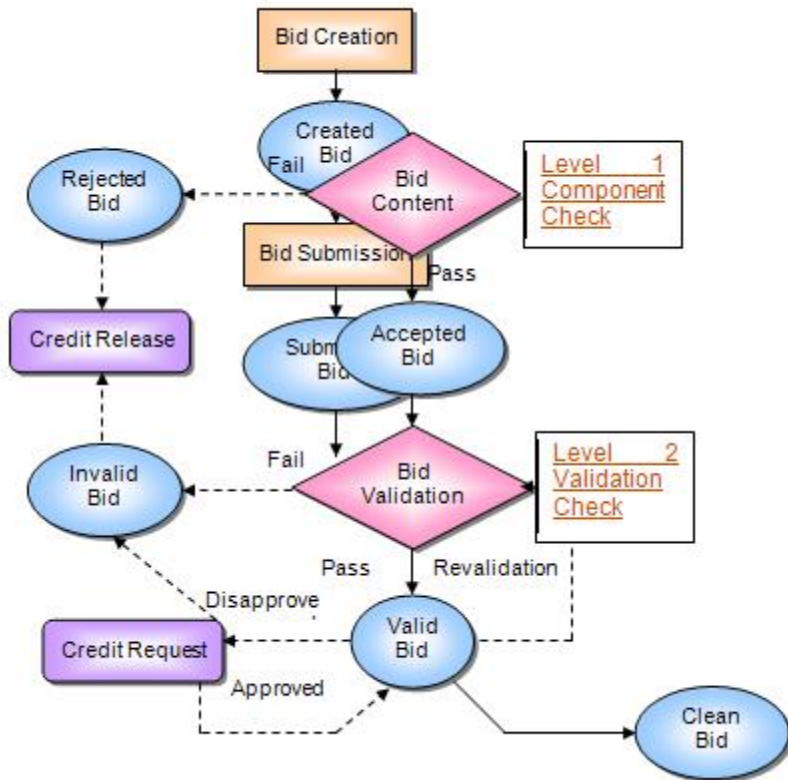 Bid Creation
Created
Bid
Fail
Rejected
Bid
Bid
Content
Level 1
Component
Check
Bid Submission
Pass
Credit Release
Bid
Accepted
Bid
Fail
Invalid
Bid
Bid
Validation
Level 2
Validation
Check
Pass
Revalidation
Disapprove
Valid
Bid
Credit Request
Approved
Clean
Bid